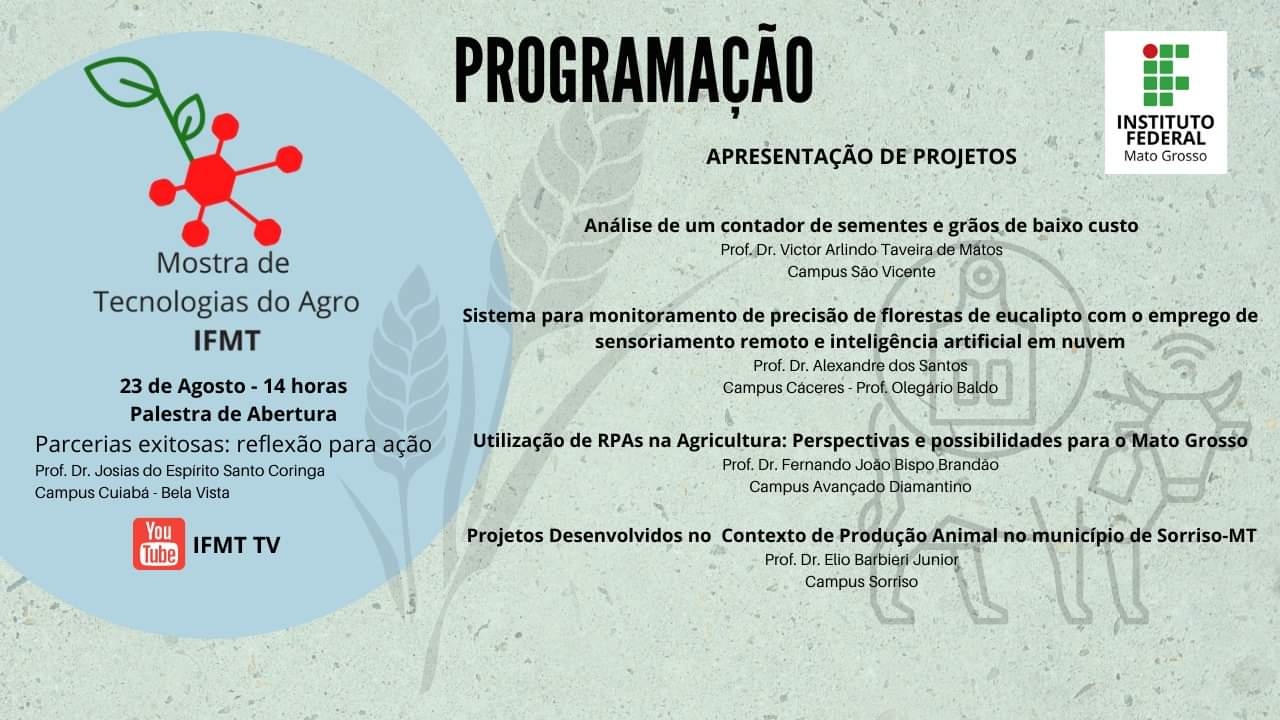 PROGRAMAÇÃO
INSTITUTO
FEDERAL
Mato Grosso
Mostra de
Tecnologias do Agro
IFMT
23 de Agosto - 14 horas
Palestra de Abertura
Parcerias exitosas: reflexão para ação
Prof. Dr. Josias do Espírito Santo Coringa
Campus Cuiabá - Bela Vista
You
Tube
IFMT TV
APRESENTAÇÃO DE PROJETOS
Análise de um contador de sementes e grãos de baixo custo
Prof. Dr. Victor Arlindo Taveira de Matos
Campus São Vicente
Sistema para monitoramento de precisão de florestas de eucalipto com o emprego de
sensoriamento remoto e inteligência artificial em nuvem
Prof. Dr. Alexandre dos Santos
Campus Cáceres - Prof. Olegário Baldo
Utilização de RPAs na Agricultura: Perspectivas e possibilidades para o Mato Grosso
Prof. Dr. Fernando João Bispo Brandão
Campus Avançado Diamantino
Projetos Desenvolvidos no Contexto de Produção Animal no município de Sorriso-MT
Prof. Dr. Elio Barbieri Junior
Campus Sorriso